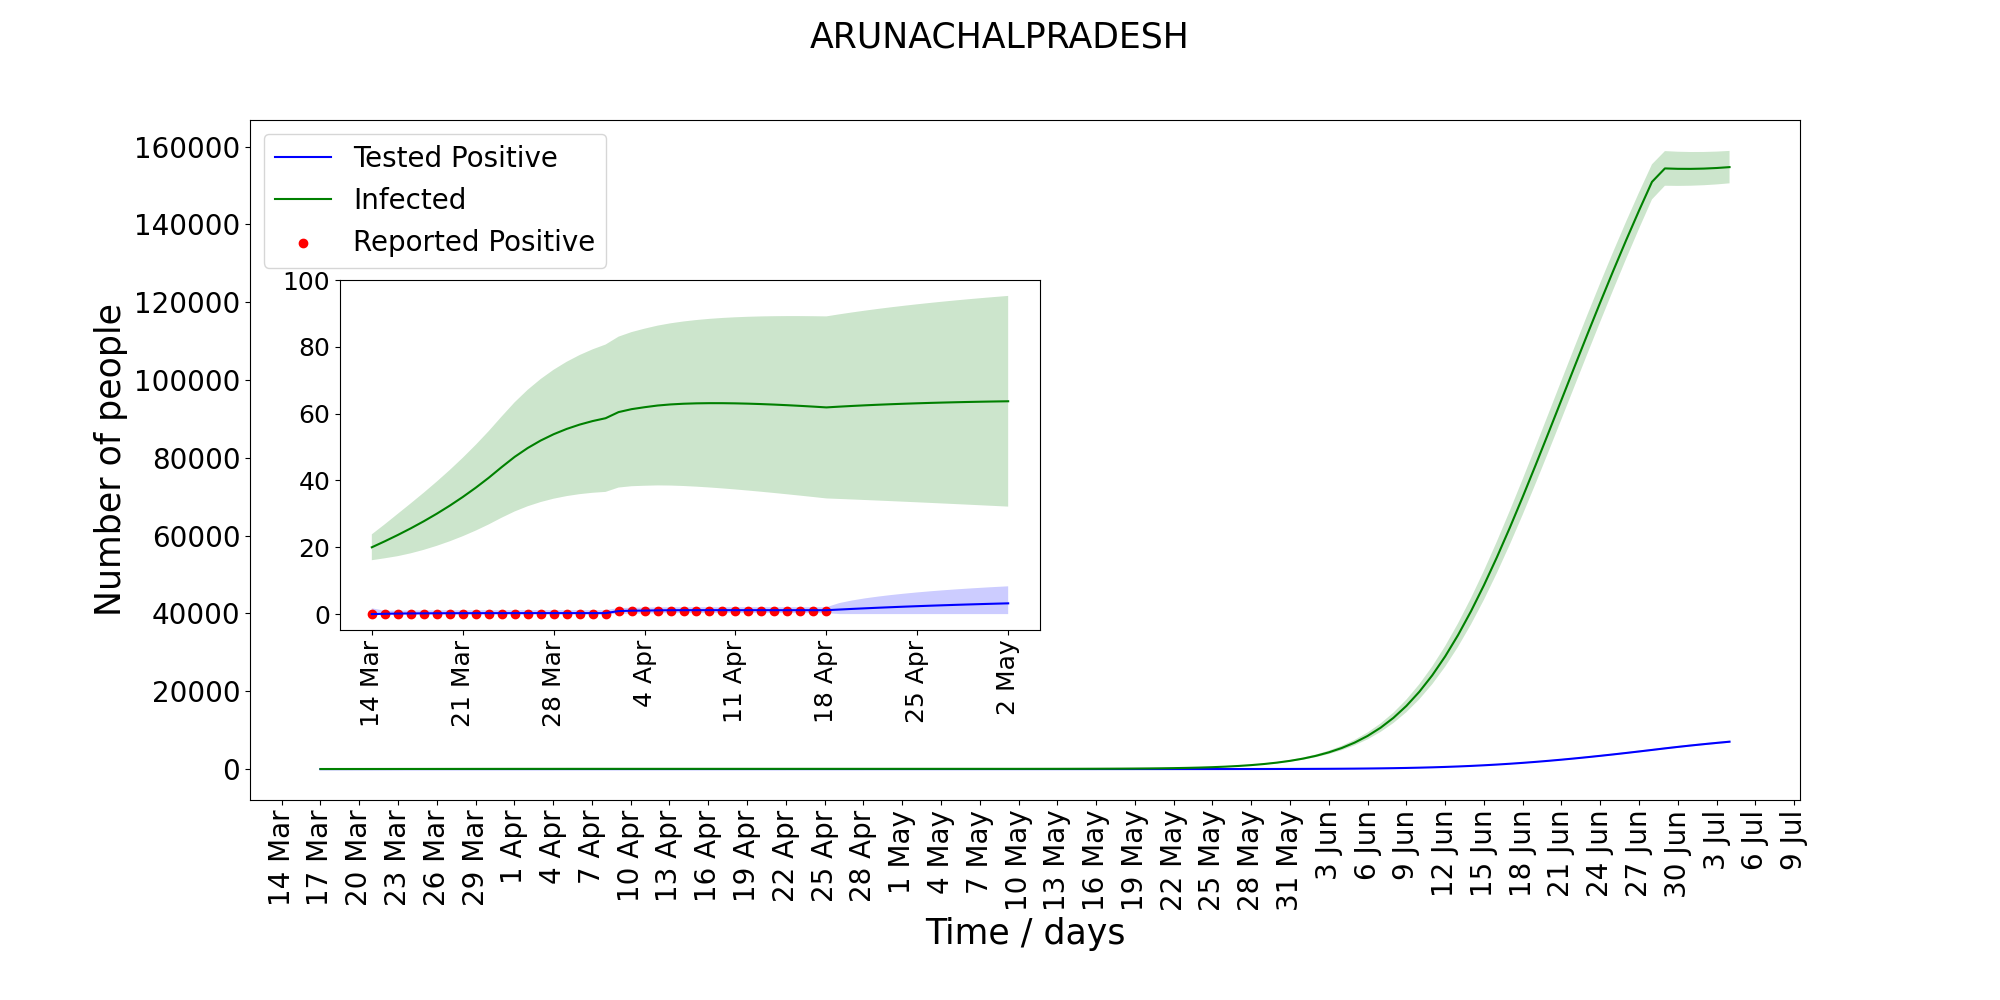 ARUNACHALPRADESH
160000
140000
120000
100000
80000
60000
40000
20000
0
Number of people
Tested Positive
Infected
Reported Positive
100
80
60
40
20
0
14 Mar
21 Mar
28 Mar
4 Apr
11 Apr
18 Apr
25 Apr
2 May
14 Mar
17 Mar
20 Mar
23 Mar
26 Mar
29 Mar
1 Apr
4 Apr
7 Apr
10 Apr
13 Apr
16 Apr
19 Apr
22 Apr
25 Apr
28 Apr
1 May
4 May
7 May
10 May
13 May
16 May
19 May
22 May
25 May
28 May
31 May
3 Jun
6 Jun
9 Jun
12 Jun
15 Jun
18 Jun
21 Jun
24 Jun
27 Jun
30 Jun
3 Jul
6 Jul
9 Jul
Time / days